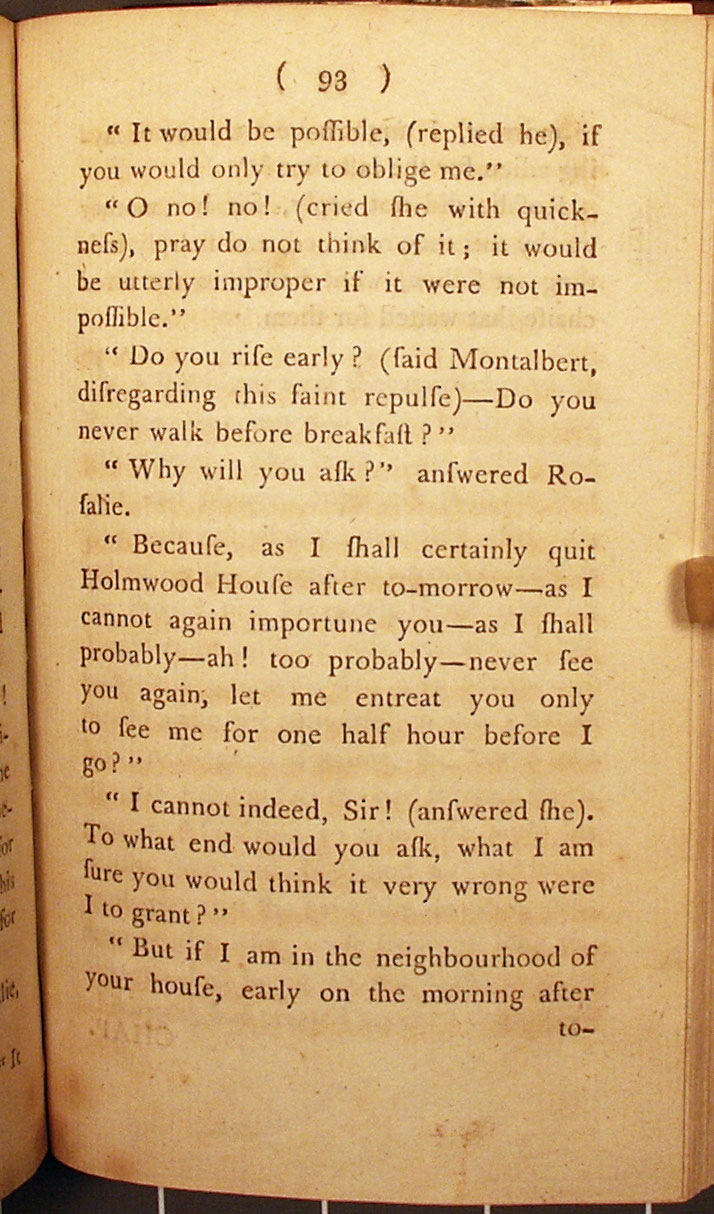 ( 93 )
“ It would be poſſible, (replied he), if
you would only try to oblige me.”
“ O no! no! (cried ſhe with quick-
neſs), pray do not think of it; it would
be utterly improper if it were not im-
poſſible.”
“ Do you riſe early? (ſaid Montalbert,
diſregarding this faint repulſe)—Do you
never walk before breakfaſt?”
“ Why will you aſk?” anſwered Ro-
ſalie.
“ Becauſe, as I ſhall certainly quit
Holmwood Houſe after to-morrow—as I
cannot again importune you—as I ſhall
probably—ah! too probably—never ſee
you again, let me entreat you only
to ſee me for one half hour before I
go?”
“ I cannot indeed, Sir! (anſwered ſhe).
To what end would you aſk, what I am
ſure you would think it very wrong were
I to grant?”
“ But if I am in the neighbourhood of
your houſe, early on the morning after
to-